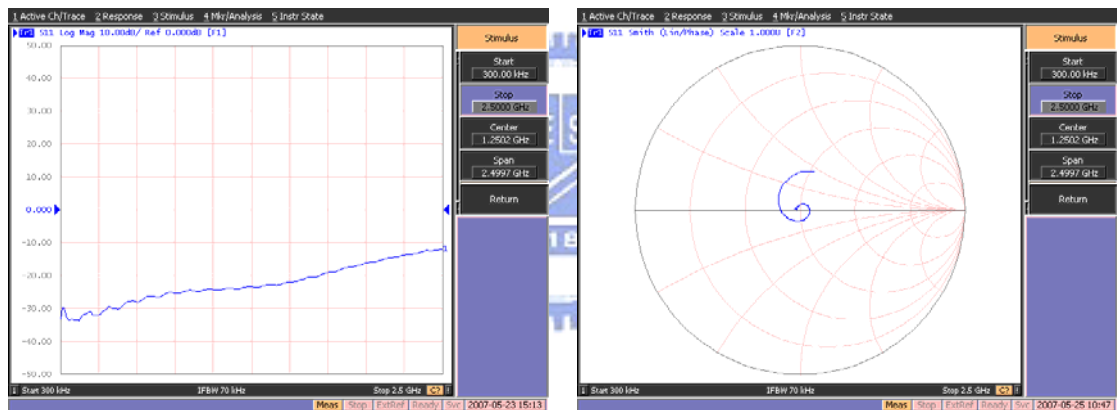 1 Active Ch/Trace 2 Response 3 Stimulus 4 Mkr/Analysis 5 Instr State
Tr1 S11 Log Mag 10.00dB/ Ref 0.000dB [F1]
50.00
40.00
30.00
20.00
10.00
0.000
-10.00
-20.00
-30.00
-40.00
-50.00
1
1 Start 300 kHz IFBW 70 kHz Stop 2.5 GHz C?
Stimulus
Start
300.00 kHz
Stop
2.5000 GHz
Center
1.2502 GHz
Span
2.4997 GHz
Return
Meas Stop ExtRef Ready Svc 2007-05-23 15:13
1 Active Ch/Trace 2 Response 3 Stimulus 4 Mkr/Analysis 5 Instr State
Tr1 S11 Smith (Lin/Phase) Scale 1.000U [F2]
1 Start 300 kHz IFBW 70 kHz Stop 2.5 GHz C?
Stimulus
Start
300.00 kHz
Stop
2.5000 GHz
Center
1.2502 GHz
Span
2.4997 GHz
Return
Meas Stop ExtRef Ready Svc 2007-05-25 10:47